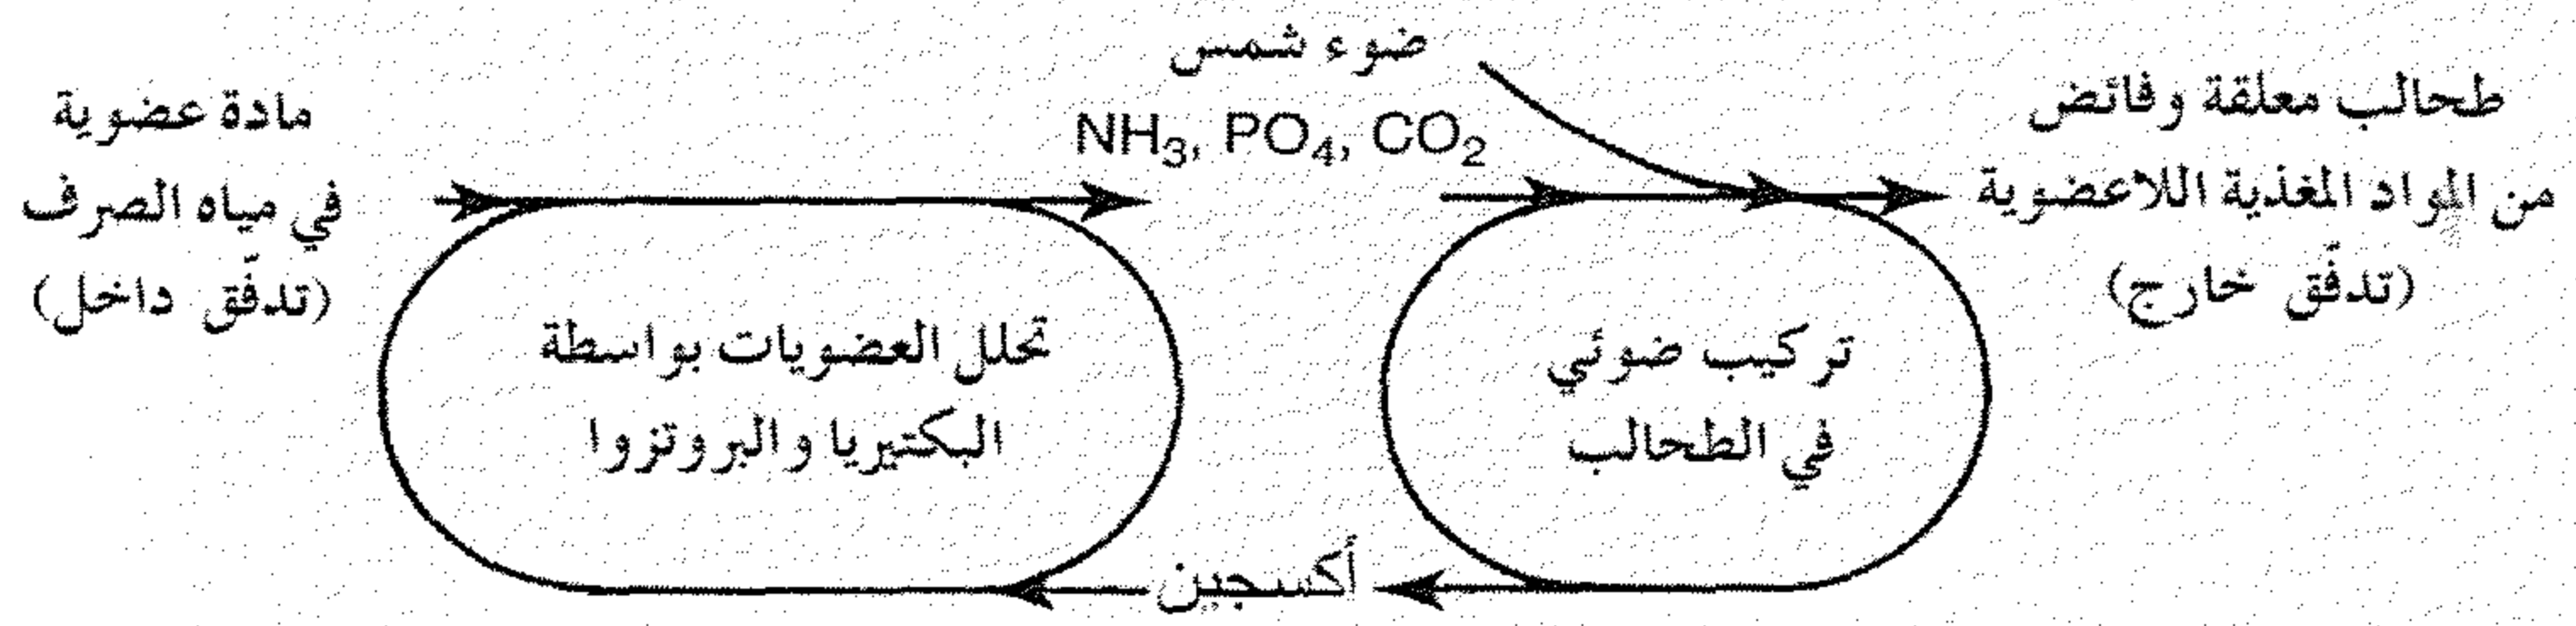 ضوء شمس
NH₃, PO₄, CO₂
مادة عضوية
في مياه الصرف
(تدفّق داخل)
طحالب معلقة وفائض
من المواد المغذية اللاعضوية
(تدفّق خارج)
تحلل العضويات بواسطة
البكتيريا والبروتزوا
تركيب ضوئي
في الطحالب
أكسجين